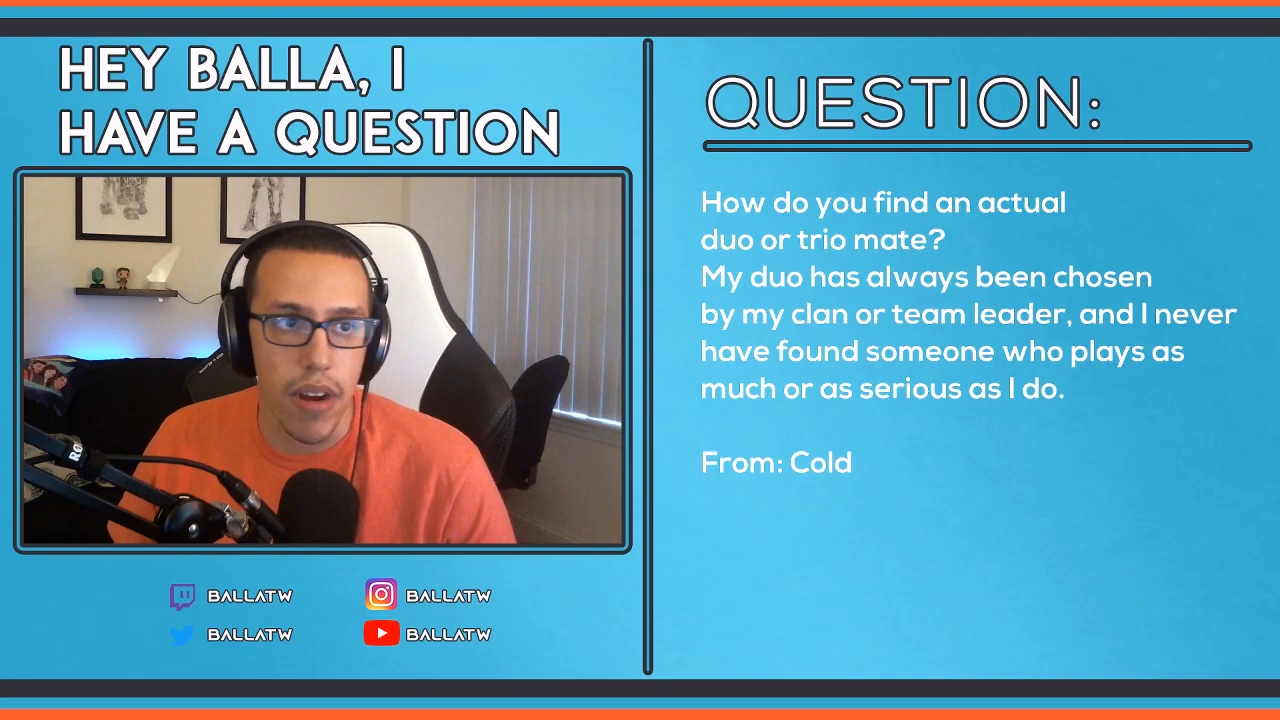 HEY BALLA, I
HAVE A QUESTION
QUESTION:
How do you find an actual
duo or trio mate?
My duo has always been chosen
by my clan or team leader, and I never
have found someone who plays as
much or as serious as I do.
From: Cold
BALLATW
BALLATW
BALLATW
BALLATW